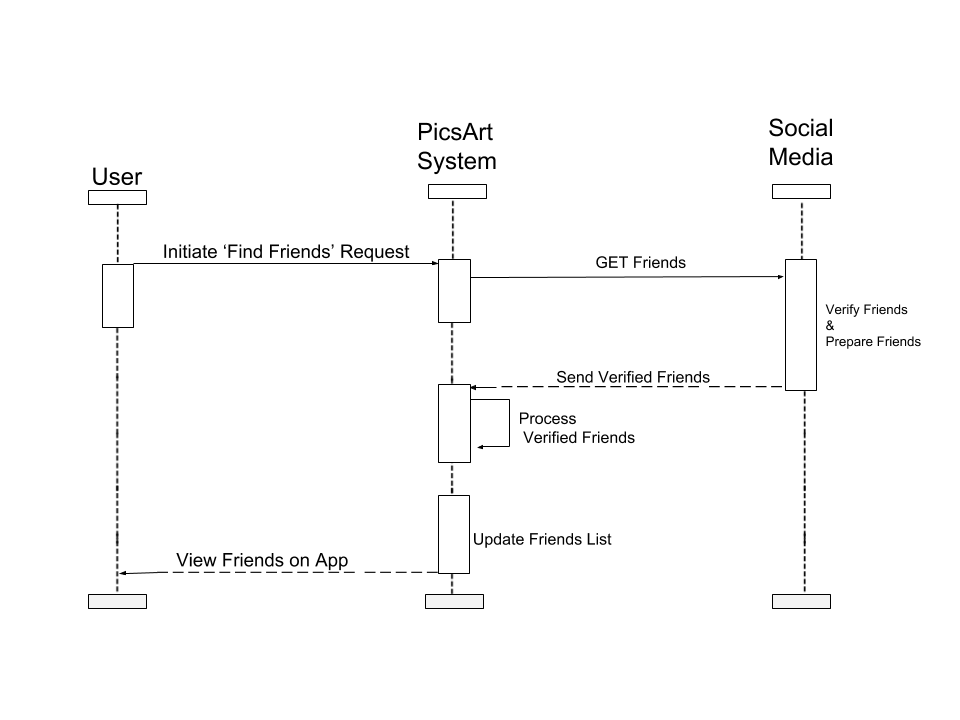 PicsArt
System
Social
Media
User
Initiate ‘Find Friends’ Request
GET Friends
Verify Friends
&
Prepare Friends
Send Verified Friends
Process
Verified Friends
Update Friends List
View Friends on App